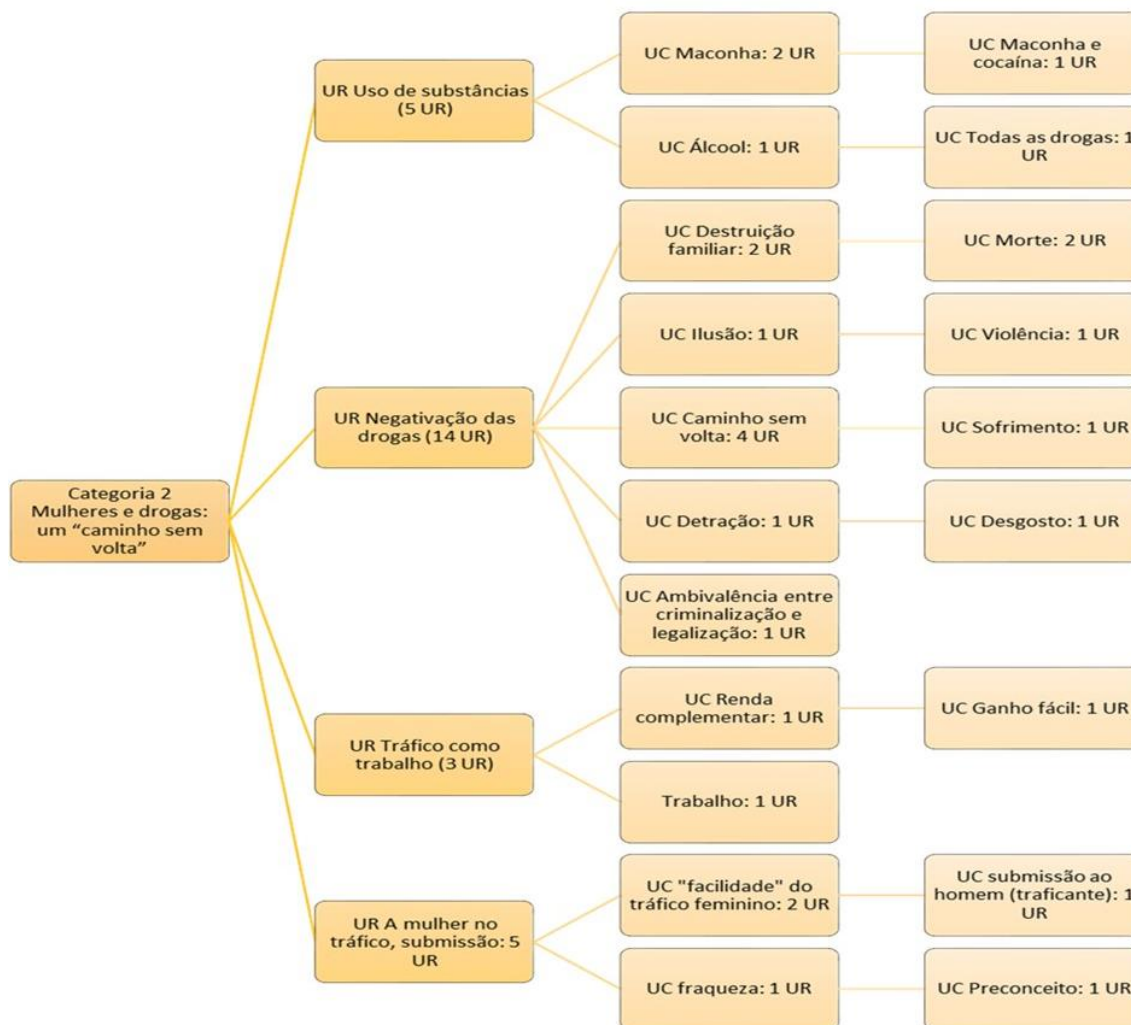 UC Maconha: 2 UR
UC Maconha e
cocaína: 1 UR
UR Uso de substâncias
(5 UR)
UC Álcool: 1 UR
UC Todas as drogas: 1
UR
UC Destruição
familiar: 2 UR
UC Morte: 2 UR
UC Ilusão: 1 UR
UC Violência: 1 UR
UR Negativação das
drogas (14 UR)
UC Caminho sem
volta: 4 UR
UC Sofrimento: 1 UR
Categoria 2
Mulheres e drogas:
um “caminho sem
volta”
UC Detração: 1 UR
UC Desgosto: 1 UR
UC Ambivalência entre
criminalização e
legalização: 1 UR
UR Tráfico como
trabalho (3 UR)
UC Renda
complementar: 1 UR
UC Ganho fácil: 1 UR
Trabalho: 1 UR
UR A mulher no
tráfico, submissão: 5
UR
UC "facilidade" do
tráfico feminino: 2 UR
UC submissão ao
homem (traficante): 1
UR
UC fraqueza: 1 UR
UC Preconceito: 1 UR